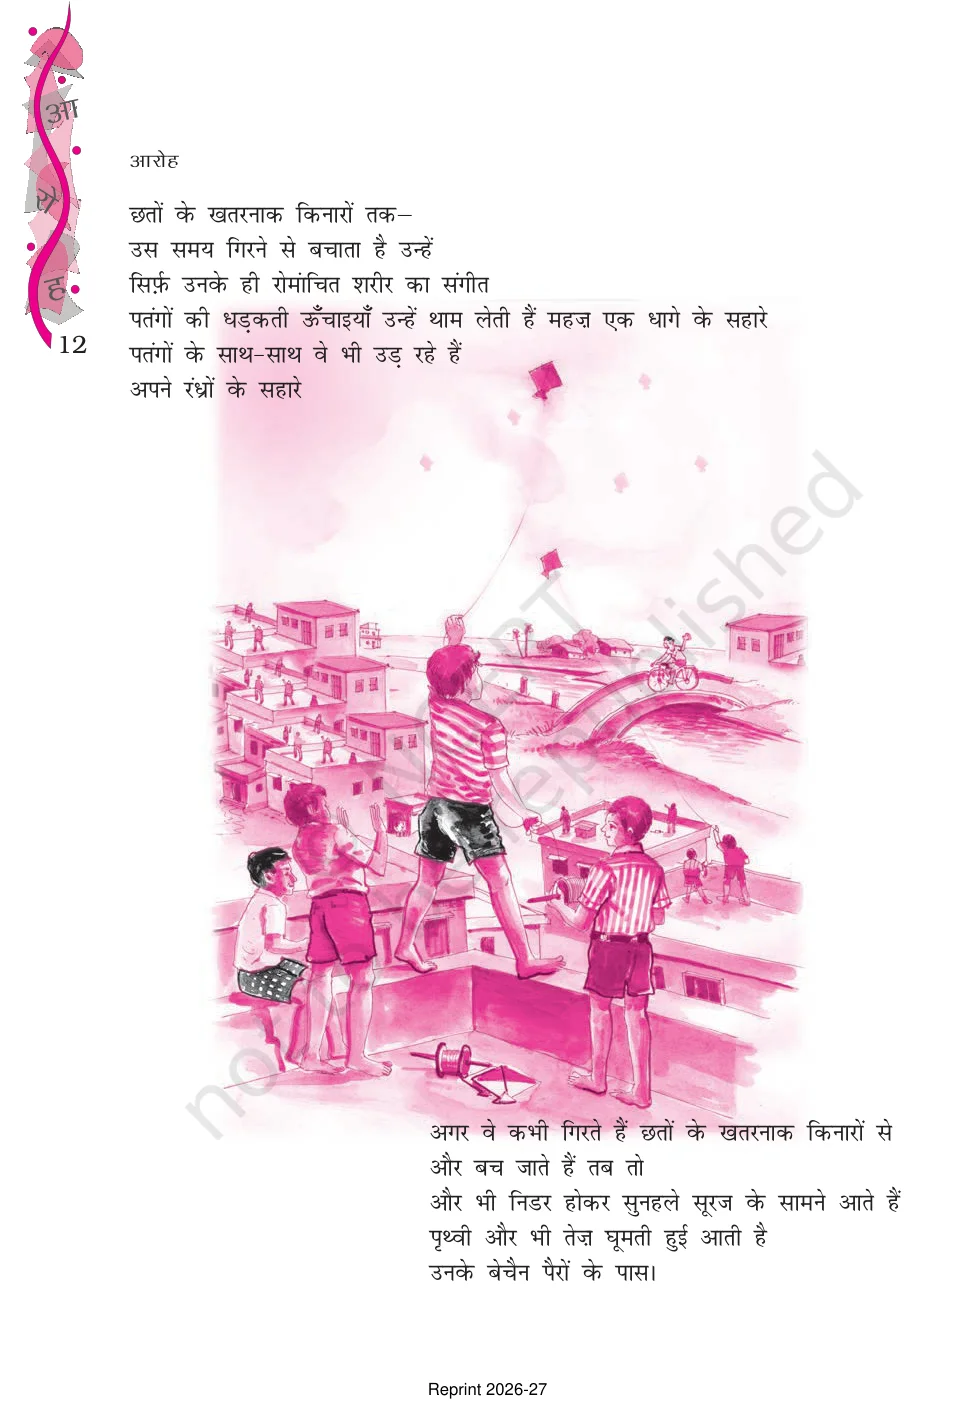 आ
रो
ह
12
आरोह
छतों के खतरनाक किनारों तक–
उस समय गिरने से बचाता है उन्हें
सिर्फ़ उनके ही रोमांचित शरीर का संगीत
पतंगों की धड़कती ऊँचाइयाँ उन्हें थाम लेती हैं महज़ एक धागे के सहारे
पतंगों के साथ-साथ वे भी उड़ रहे हैं
अपने रंध्रों के सहारे
अगर वे कभी गिरते हैं छतों के खतरनाक किनारों से
और बच जाते हैं तब तो
और भी निडर होकर सुनहले सूरज के सामने आते हैं
पृथ्वी और भी तेज़ घूमती हुई आती है
उनके बेचैन पैरों के पास।
Reprint 2026-27